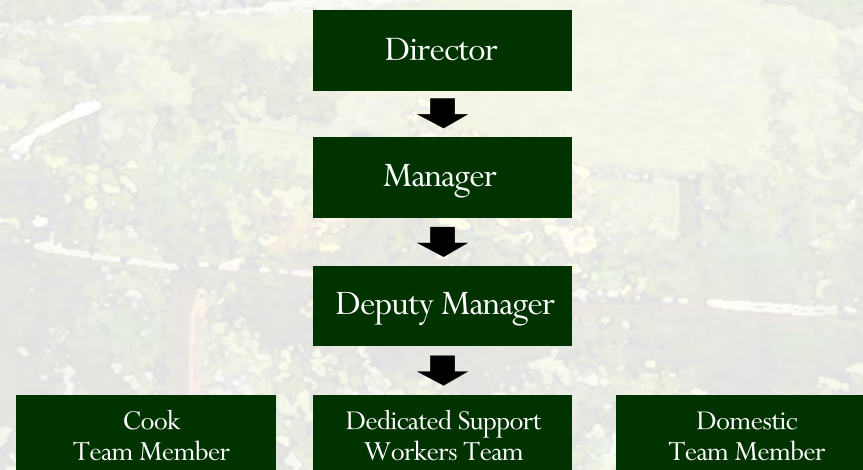 Director
Manager
Deputy Manager
Cook
Team Member
Dedicated Support
Workers Team
Domestic
Team Member